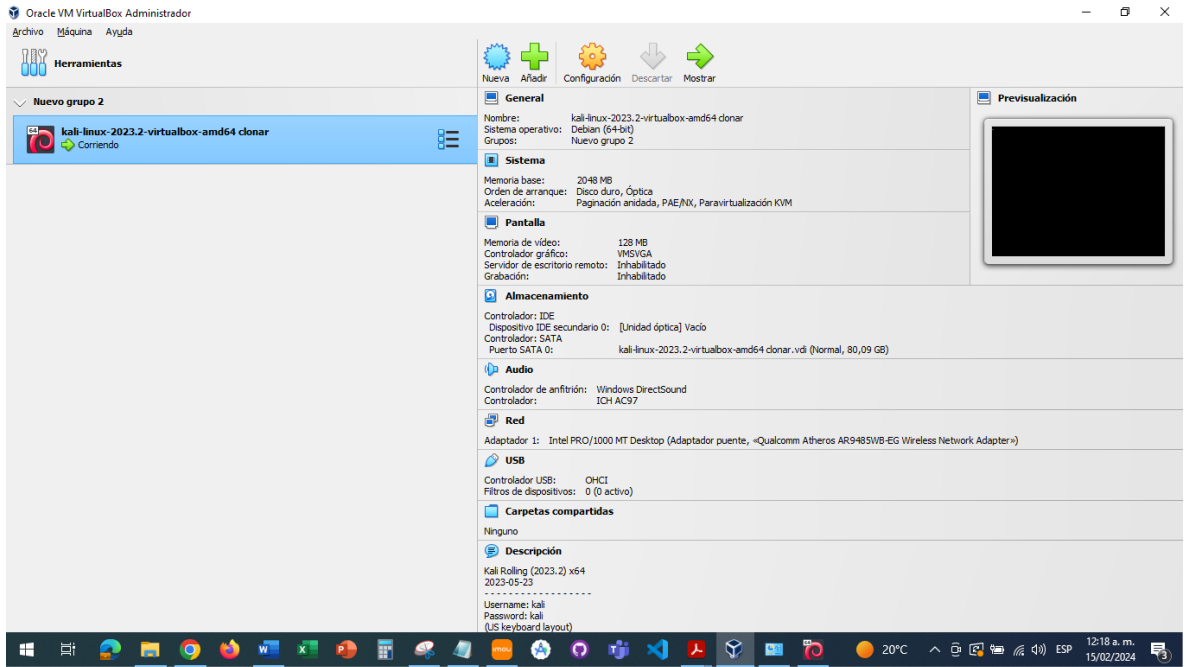 Oracle VM VirtualBox Administrador
Archivo Máquina Ayuda
Herramientas
Nueva Añadir Configuración Descartar Mostrar
Nuevo grupo 2
64
kali-linux-2023.2-virtualbox-amd64 clonar
Corriendo
General
Nombre: kali-linux-2023.2-virtualbox-amd64 clonar
Sistema operativo: Debian (64-bit)
Grupos: Nuevo grupo 2
Previsualización
Sistema
Memoria base: 2048 MB
Orden de arranque: Disco duro, Óptica
Aceleración: Paginación anidada, PAE/NX, Paravirtualización KVM
Pantalla
Memoria de vídeo: 128 MB
Controlador gráfico: VMSVGA
Servidor de escritorio remoto: Inhabilitado
Grabación: Inhabilitado
Almacenamiento
Controlador: IDE
Dispositivo IDE secundario 0: [Unidad óptica] Vacío
Controlador: SATA
Puerto SATA 0: kali-linux-2023.2-virtualbox-amd64 clonar.vdi (Normal, 80,09 GB)
Audio
Controlador de anfitrión: Windows DirectSound
Controlador: ICH AC97
Red
Adaptador 1: Intel PRO/1000 MT Desktop (Adaptador puente, «Qualcomm Atheros AR9485WB-EG Wireless Network Adapter»)
USB
Controlador USB: OHCI
Filtros de dispositivos: 0 (0 activo)
Carpetas compartidas
Ninguno
Descripción
Kali Rolling (2023.2) x64
2023-05-23
- - - - - - - - - - - - - - - - - -
Username: kali
Password: kali
(US keyboard layout)
20°C ESP 12:18 a. m.
15/02/2024
3